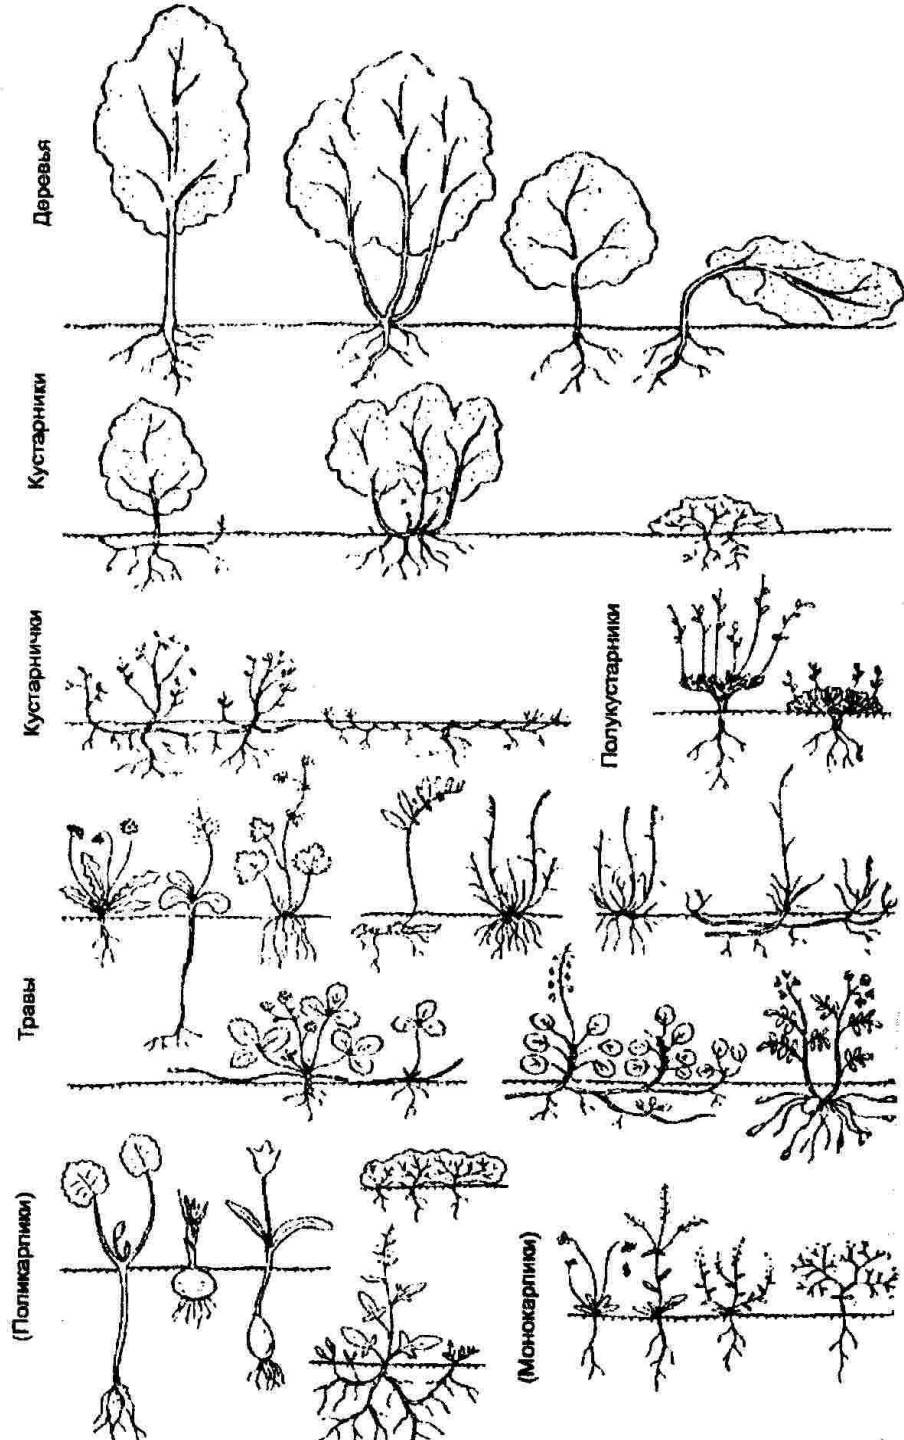 Деревья
Кустарники
Кустарнички
Полукустарники
Травы
(Поликарпики)
(Монокарпики)